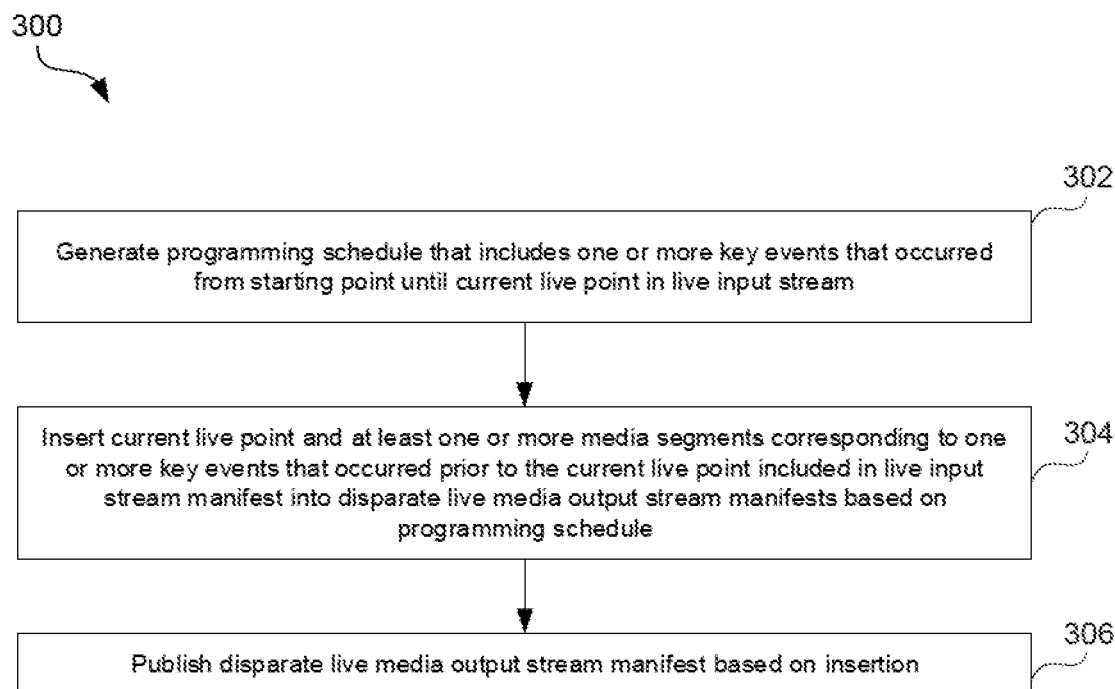 300
302
Generate programming schedule that includes one or more key events that occurred
from starting point until current live point in live input stream
304
Insert current live point and at least one or more media segments corresponding to one
or more key events that occurred prior to the current live point included in live input
stream manifest into disparate live media output stream manifests based on
programming schedule
306
Publish disparate live media output stream manifest based on insertion